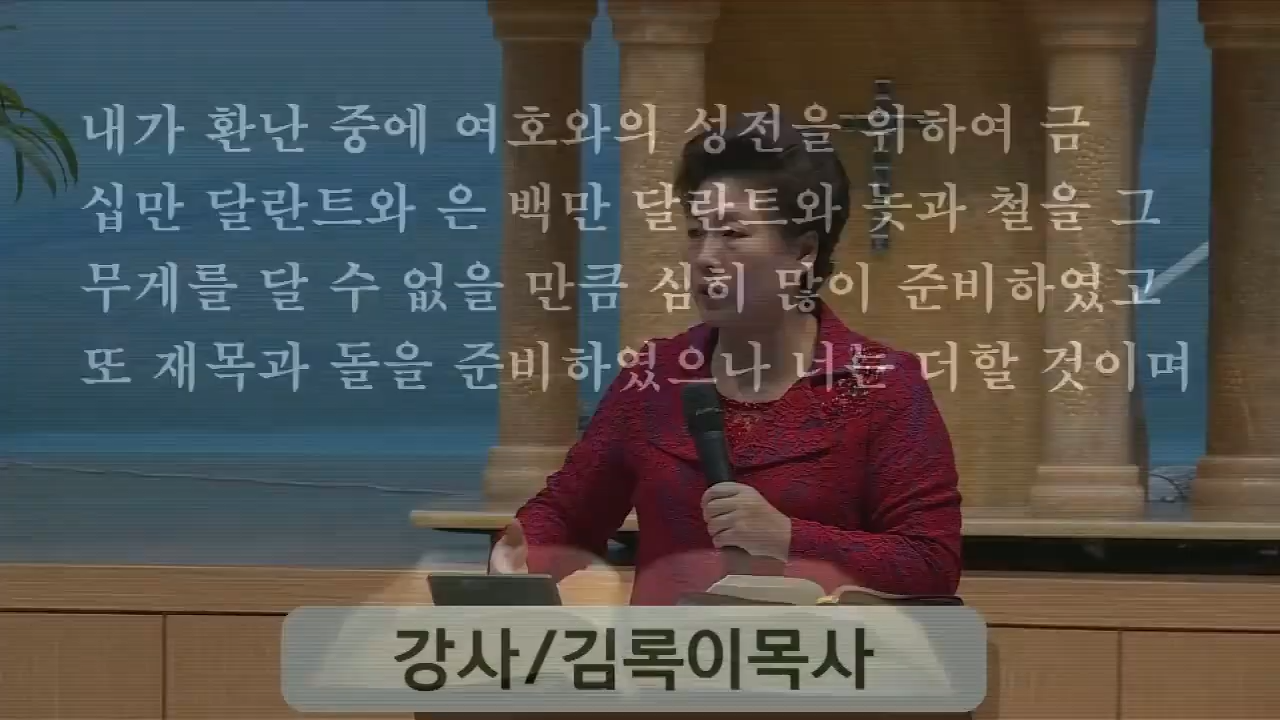 내가 환난 중에 여호와의 성전을 위하여 금
십만 달란트와 은 백만 달란트와 놋과 철을 그
무게를 달 수 없을 만큼 심히 많이 준비하였고
또 재목과 돌을 준비하였으나 너는 더할 것이며
강사/김록이목사